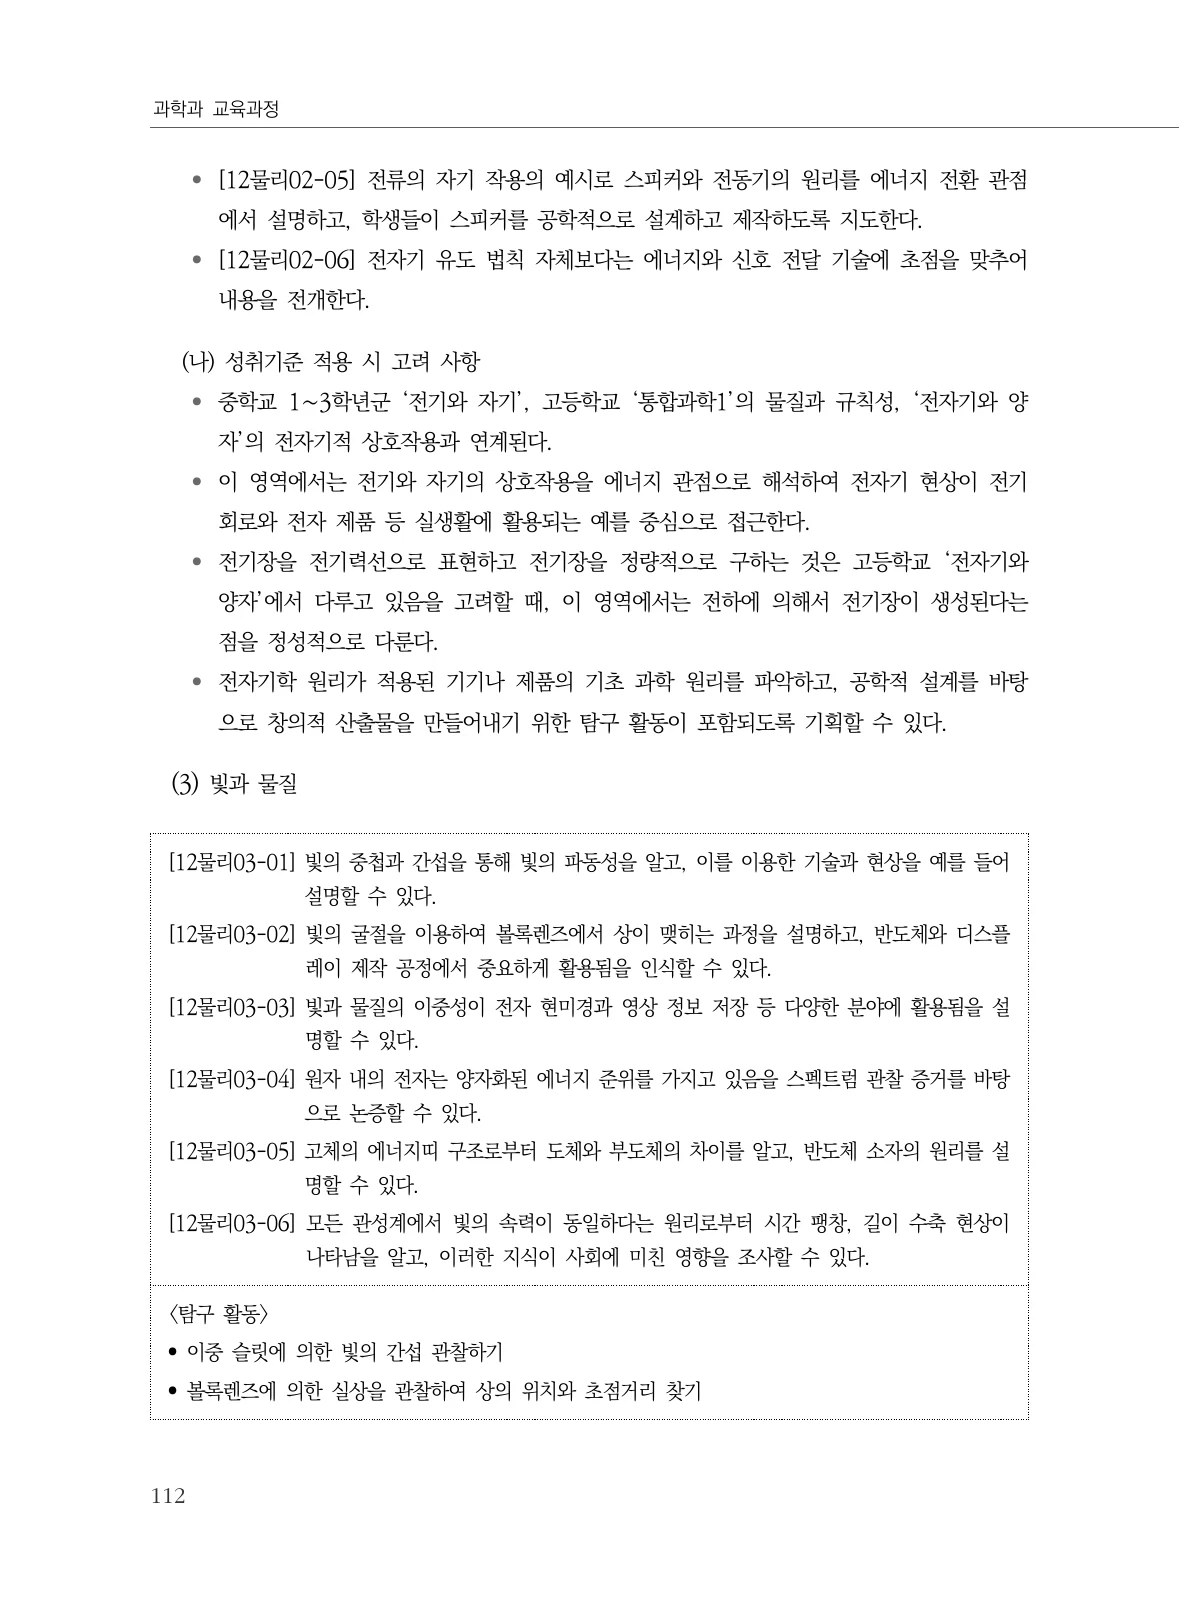 과학과 교육과정
• [12물리02-05] 전류의 자기 작용의 예시로 스피커와 전동기의 원리를 에너지 전환 관점
에서 설명하고, 학생들이 스피커를 공학적으로 설계하고 제작하도록 지도한다.
• [12물리02-06] 전자기 유도 법칙 자체보다는 에너지와 신호 전달 기술에 초점을 맞추어
내용을 전개한다.
(나) 성취기준 적용 시 고려 사항
• 중학교 1~3학년군 ‘전기와 자기’, 고등학교 ‘통합과학1’의 물질과 규칙성, ‘전자기와 양
자’의 전자기적 상호작용과 연계된다.
• 이 영역에서는 전기와 자기의 상호작용을 에너지 관점으로 해석하여 전자기 현상이 전기
회로와 전자 제품 등 실생활에 활용되는 예를 중심으로 접근한다.
• 전기장을 전기력선으로 표현하고 전기장을 정량적으로 구하는 것은 고등학교 ‘전자기와
양자’에서 다루고 있음을 고려할 때, 이 영역에서는 전하에 의해서 전기장이 생성된다는
점을 정성적으로 다룬다.
• 전자기학 원리가 적용된 기기나 제품의 기초 과학 원리를 파악하고, 공학적 설계를 바탕
으로 창의적 산출물을 만들어내기 위한 탐구 활동이 포함되도록 기획할 수 있다.
(3) 빛과 물질
[12물리03-01] 빛의 중첩과 간섭을 통해 빛의 파동성을 알고, 이를 이용한 기술과 현상을 예를 들어
설명할 수 있다.
[12물리03-02] 빛의 굴절을 이용하여 볼록렌즈에서 상이 맺히는 과정을 설명하고, 반도체와 디스플
레이 제작 공정에서 중요하게 활용됨을 인식할 수 있다.
[12물리03-03] 빛과 물질의 이중성이 전자 현미경과 영상 정보 저장 등 다양한 분야에 활용됨을 설
명할 수 있다.
[12물리03-04] 원자 내의 전자는 양자화된 에너지 준위를 가지고 있음을 스펙트럼 관찰 증거를 바탕
으로 논증할 수 있다.
[12물리03-05] 고체의 에너지띠 구조로부터 도체와 부도체의 차이를 알고, 반도체 소자의 원리를 설
명할 수 있다.
[12물리03-06] 모든 관성계에서 빛의 속력이 동일하다는 원리로부터 시간 팽창, 길이 수축 현상이
나타남을 알고, 이러한 지식이 사회에 미친 영향을 조사할 수 있다.
〈탐구 활동〉
• 이중 슬릿에 의한 빛의 간섭 관찰하기
• 볼록렌즈에 의한 실상을 관찰하여 상의 위치와 초점거리 찾기
112